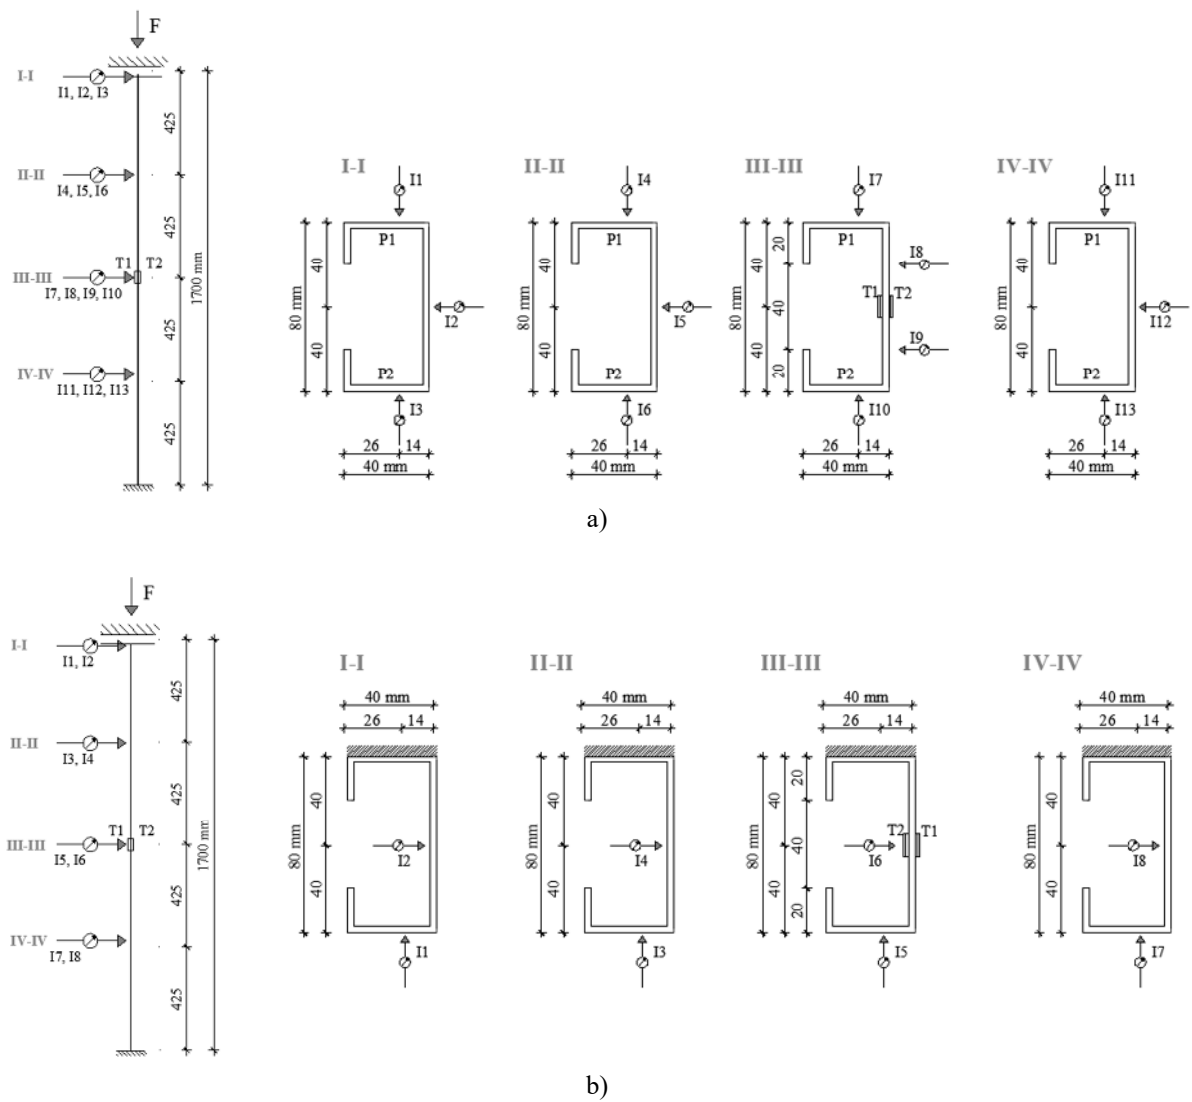 F
I-I
I1, I2, I3
425
II-II
I4, I5, I6
425
T1 T2
III-III
I7, I8, I9, I10
1700 mm
425
IV-IV
I11, I12, I13
425
I-I
I1
P1
40
80 mm
40
I2
P2
I3
26 14
40 mm
II-II
I4
P1
40
80 mm
40
I5
P2
I6
26 14
40 mm
III-III
I7
P1
20
40
I8
T1 T2
80 mm
40
40
I9
20
P2
I10
26 14
40 mm
IV-IV
I11
P1
40
80 mm
40
I12
P2
I13
26 14
40 mm
a)
F
I-I
I1, I2
425
II-II
I3, I4
425
T1 T2
III-III
I5, I6
1700 mm
425
IV-IV
I7, I8
425
I-I
40 mm
26 14
40
80 mm
40
I2
I1
II-II
40 mm
26 14
40
80 mm
40
I4
I3
III-III
40 mm
26 14
20
40
T2 T1
80 mm
40
I6
40
20
I5
IV-IV
40 mm
26 14
40
80 mm
40
I8
I7
b)